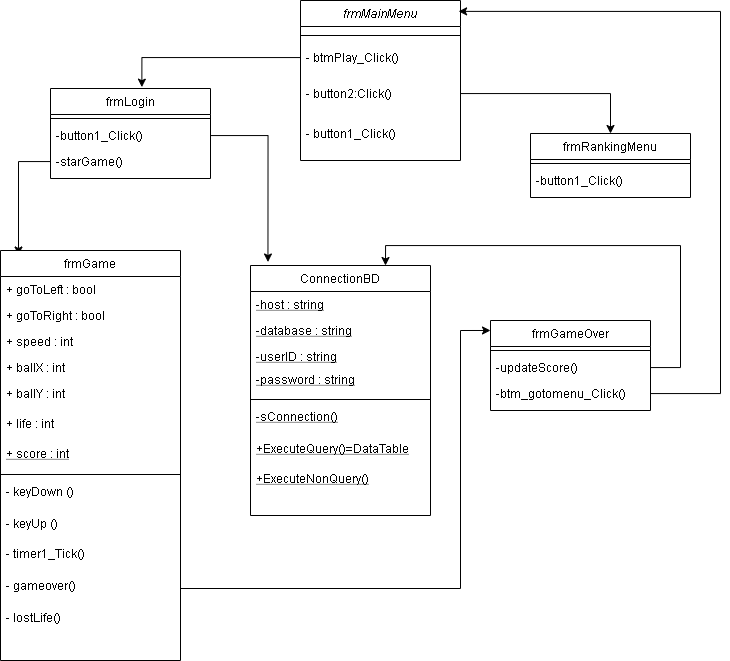 frmMainMenu
- btmPlay_Click()
- button2:Click()
- button1_Click()
frmLogin
-button1_Click()
-starGame()
frmRankingMenu
-button1_Click()
frmGame
+ goToLeft : bool
+ goToRight : bool
+ speed : int
+ ballX : int
+ ballY : int
+ life : int
+ score : int
- keyDown ()
- keyUp ()
- timer1_Tick()
- gameover()
- lostLife()
ConnectionBD
-host : string
-database : string
-userID : string
-password : string
-sConnection()
+ExecuteQuery()=DataTable
+ExecuteNonQuery()
frmGameOver
-updateScore()
-btm_gotomenu_Click()